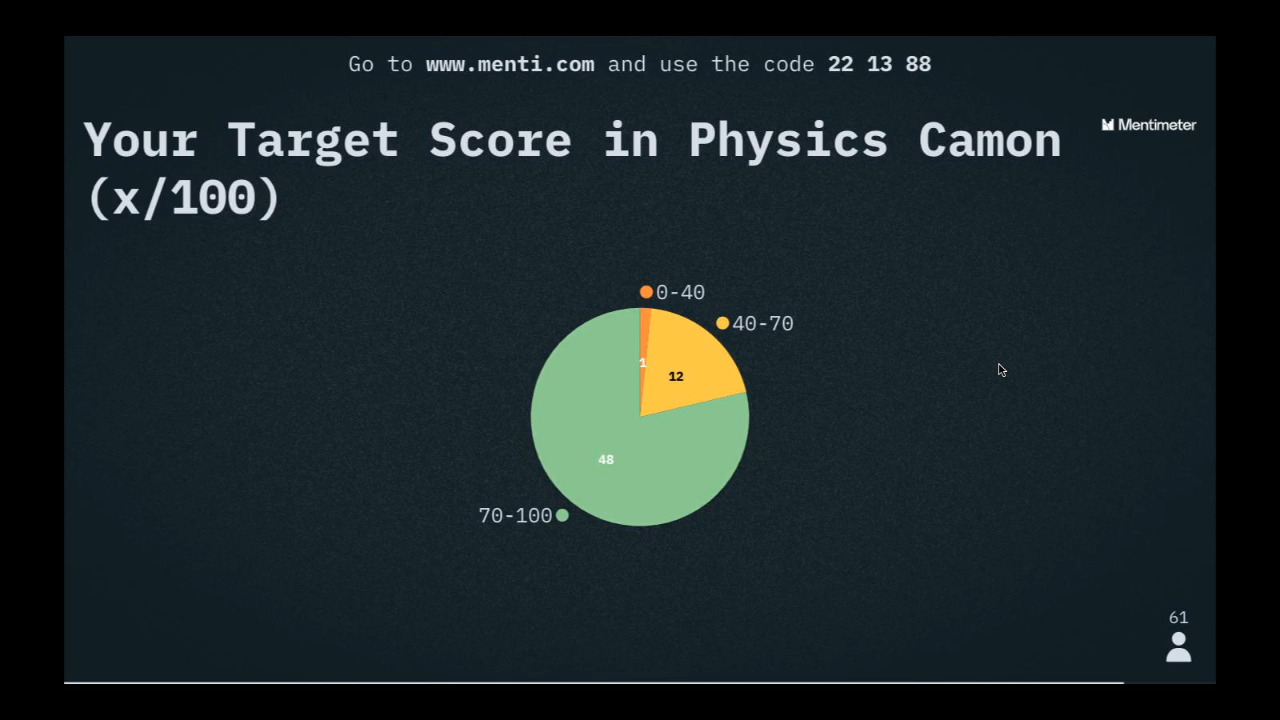 Go to www.menti.com and use the code 22 13 88
Your Target Score in Physics Camon
(x/100)
Mentimeter
0-40
40-70
1
12
48
70-100
61